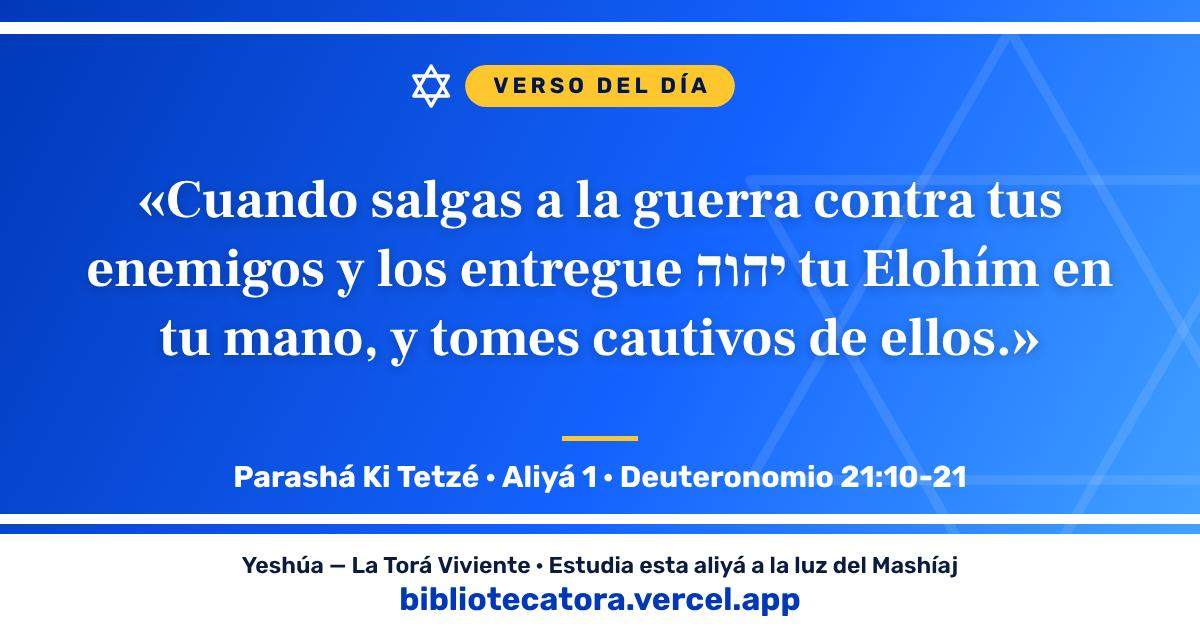 VERSO DEL DÍA
«Cuando salgas a la guerra contra tus
enemigos y los entregue יהוה tu Elohím en
tu mano, y tomes cautivos de ellos.»
Parashá Ki Tetzé • Aliyá 1 • Deuteronomio 21:10-21
Yeshúa — La Torá Viviente • Estudia esta aliyá a la luz del Mashíaj
bibliotecatora.vercel.app